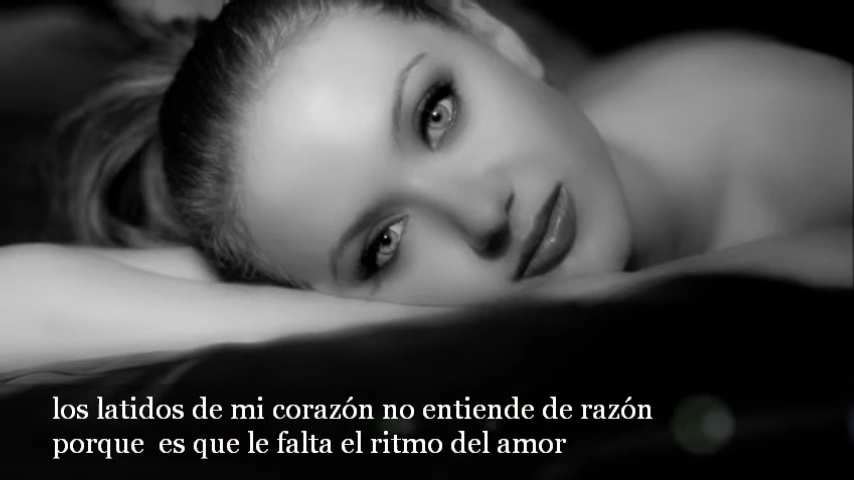 los latidos de mi corazón no entiende de razón
porque  es que le falta el ritmo del amor